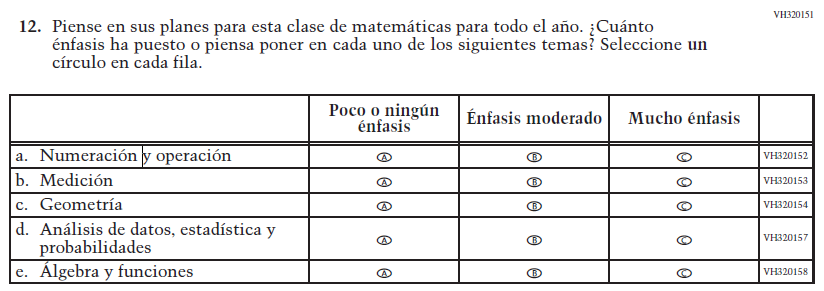 VH320151
12. Piense en sus planes para esta clase de matemáticas para todo el año. ¿Cuánto
énfasis ha puesto o piensa poner en cada uno de los siguientes temas? Seleccione un
círculo en cada fila.
Poco o ningún
énfasis
Énfasis moderado
Mucho énfasis
a. Numeración y operación A B C VH320152
b. Medición A B C VH320153
c. Geometría A B C VH320154
d. Análisis de datos, estadística y
probabilidades A B C VH320157
e. Álgebra y funciones A B C VH320158